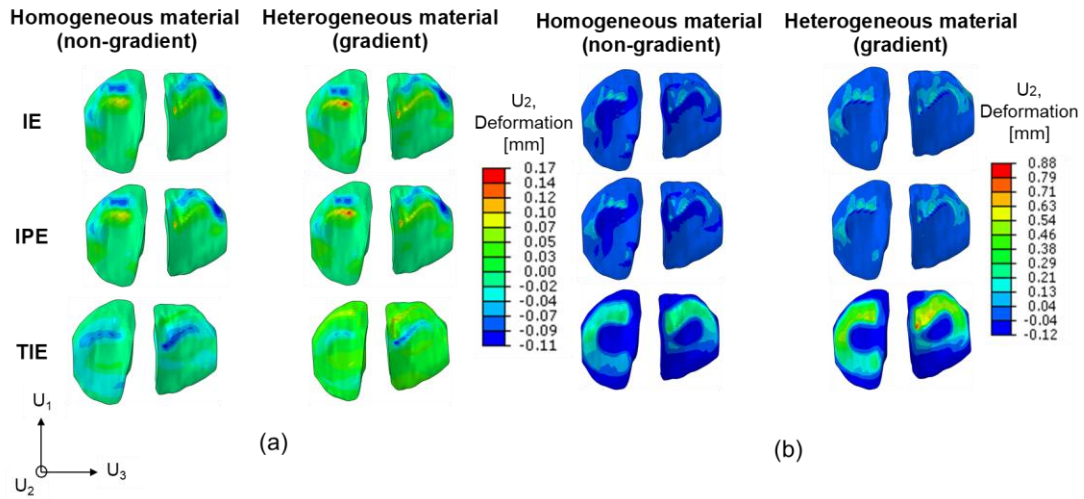 Homogeneous material
(non-gradient)
Heterogeneous material
(gradient)
Homogeneous material
(non-gradient)
Heterogeneous material
(gradient)
IE
IPE
TIE
U2,
Deformation
[mm]
0.17
0.14
0.10
0.07
0.05
0.03
0.00
-0.02
-0.04
-0.07
-0.09
-0.11
U2,
Deformation
[mm]
0.88
0.79
0.71
0.63
0.54
0.46
0.38
0.29
0.21
0.13
0.04
-0.04
-0.12
U1
U2
U3
(a)
(b)